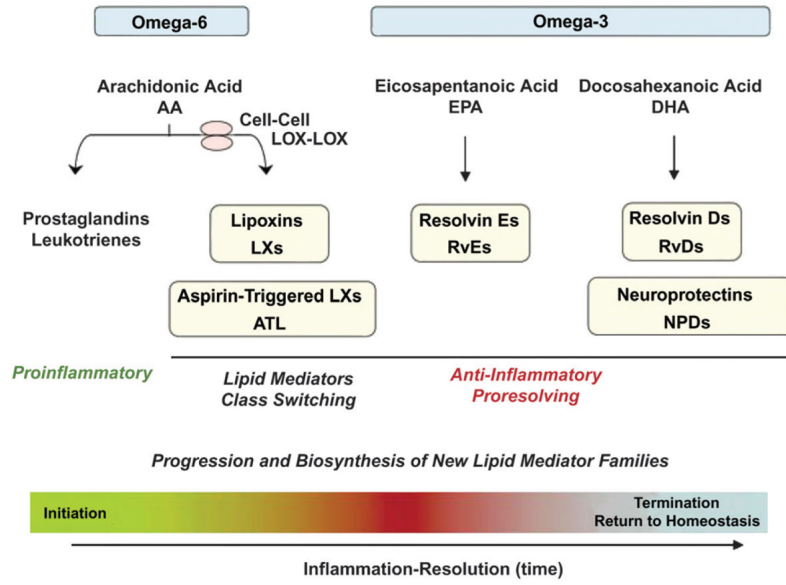 Omega-6
Omega-3
Arachidonic Acid
AA
Cell-Cell
LOX-LOX
Eicosapentanoic Acid
EPA
Docosahexanoic Acid
DHA
Prostaglandins
Leukotrienes
Lipoxins
LXs
Resolvin Es
RvEs
Resolvin Ds
RvDs
Aspirin-Triggered LXs
ATL
Neuroprotectins
NPDs
Proinflammatory
Lipid Mediators
Class Switching
Anti-Inflammatory
Proresolving
Progression and Biosynthesis of New Lipid Mediator Families
Initiation
Termination
Return to Homeostasis
Inflammation-Resolution (time)